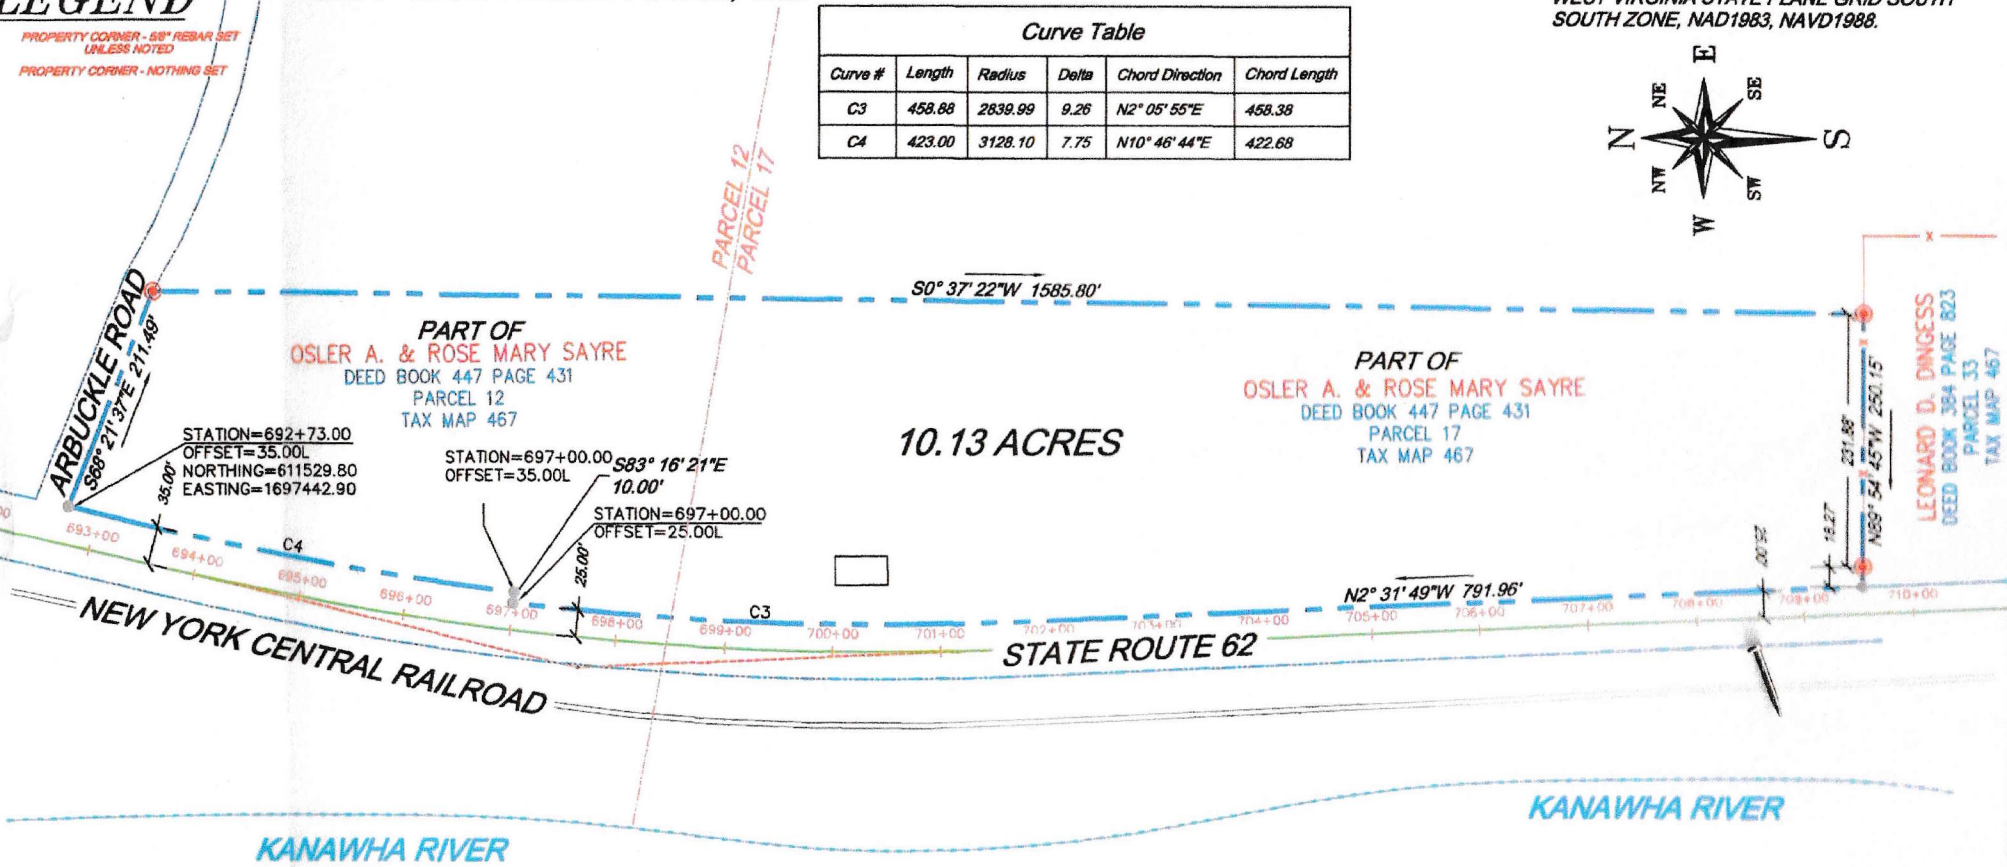 LEGEND
PROPERTY CORNER - 5/8" REBAR SET
UNLESS NOTED
PROPERTY CORNER - NOTHING SET
Curve Table
Curve # Length Radius Delta Chord Direction Chord Length
C3 458.88 2839.99 9.26 N2° 05' 55"E 458.38
C4 423.00 3128.10 7.75 N10° 46' 44"E 422.68
WEST VIRGINIA STATE PLANE GRID SOUTH
SOUTH ZONE, NAD1983, NAVD1988.
E
NE
SE
N
S
NW
SW
W
PARCEL 12
PARCEL 17
ARBUCKLE ROAD
S68° 21' 37"E 211.49'
S0° 37' 22"W 1585.80'
PART OF
OSLER A. & ROSE MARY SAYRE
DEED BOOK 447 PAGE 431
PARCEL 12
TAX MAP 467
PART OF
OSLER A. & ROSE MARY SAYRE
DEED BOOK 447 PAGE 431
PARCEL 17
TAX MAP 467
10.13 ACRES
STATION=692+73.00
OFFSET=35.00L
NORTHING=611529.80
EASTING=1697442.90
35.00'
STATION=697+00.00
OFFSET=35.00L
S83° 16' 21"E
10.00'
STATION=697+00.00
OFFSET=25.00L
25.00'
231.88'
18.27
N89° 54' 45"W 250.15'
LEONARD D. DINGESS
DEED BOOK 384 PAGE 823
PARCEL 33
TAX MAP 467
25.00'
C4
C3
N2° 31' 49"W 791.96'
693+00
694+00
695+00
696+00
697+00
698+00
699+00
700+00
701+00
702+00
703+00
704+00
705+00
706+00
707+00
708+00
709+00
710+00
NEW YORK CENTRAL RAILROAD
STATE ROUTE 62
KANAWHA RIVER
KANAWHA RIVER